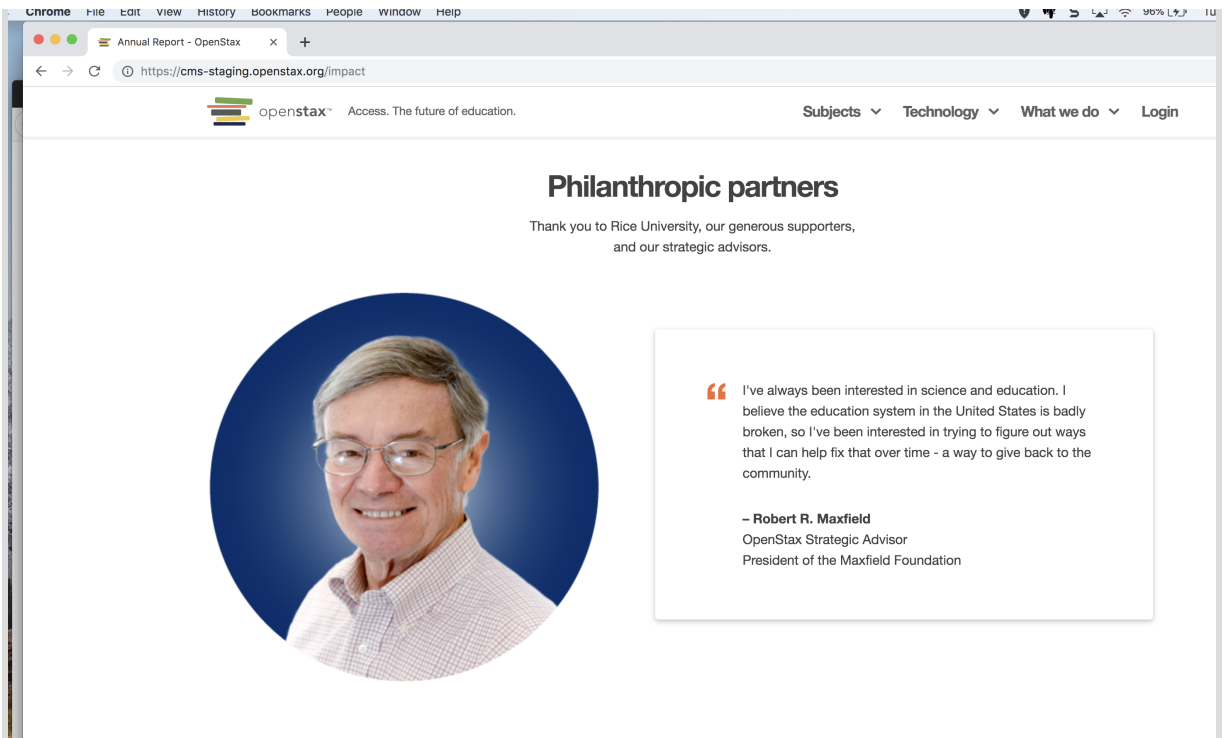 Chrome File Edit View History Bookmarks People Window Help 96%
Annual Report - OpenStax
https://cms-staging.openstax.org/impact
openstax™ Access. The future of education. Subjects Technology What we do Login
Philanthropic partners
Thank you to Rice University, our generous supporters,
and our strategic advisors.
“ I've always been interested in science and education. I
believe the education system in the United States is badly
broken, so I've been interested in trying to figure out ways
that I can help fix that over time - a way to give back to the
community.
– Robert R. Maxfield
OpenStax Strategic Advisor
President of the Maxfield Foundation